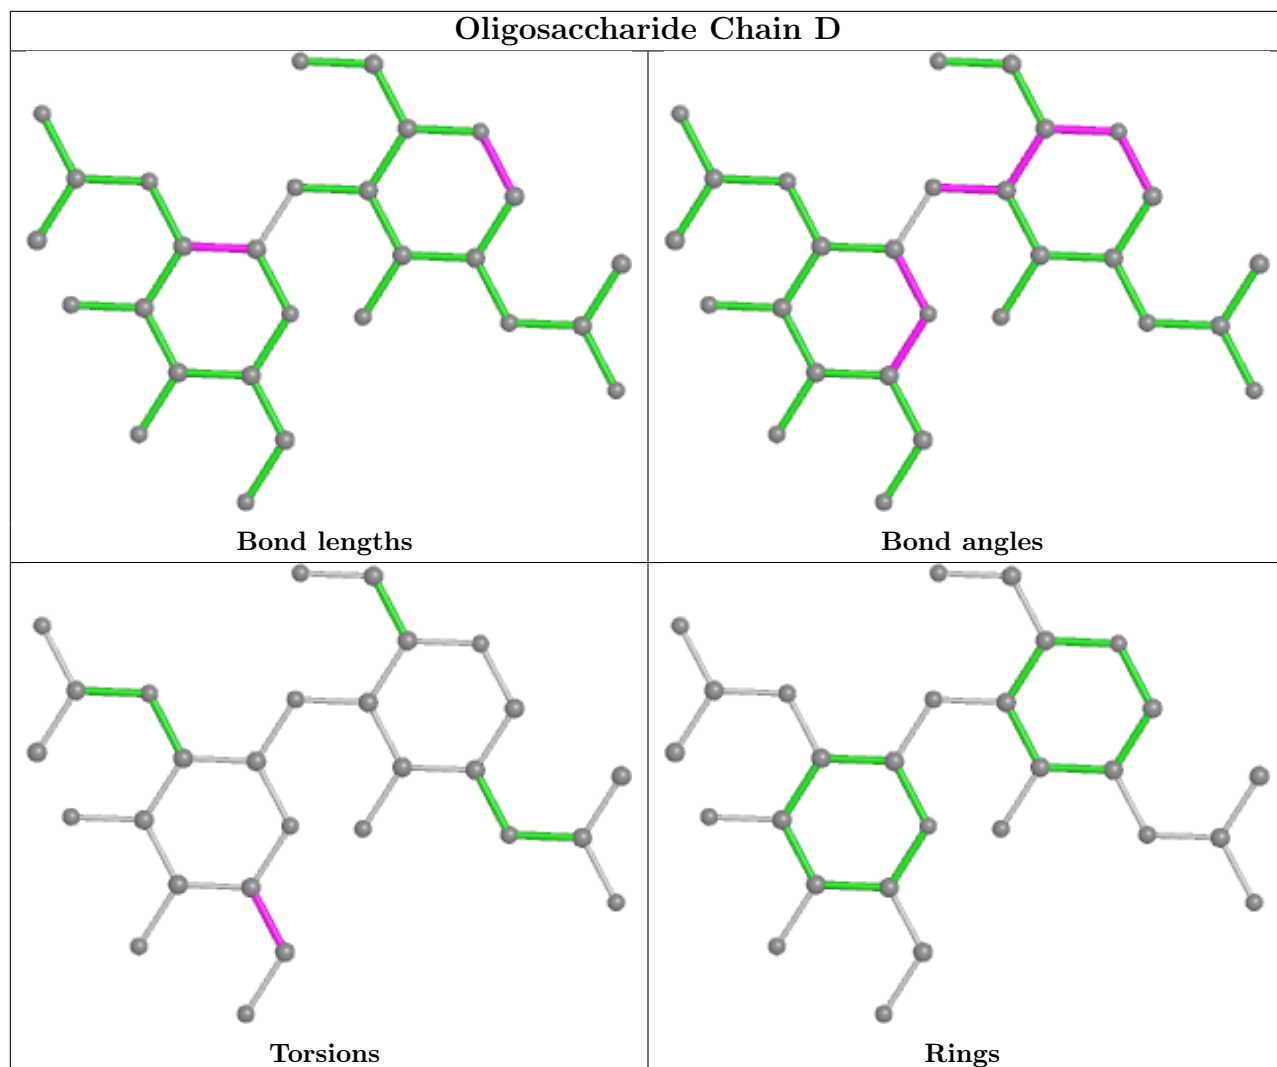 Oligosaccharide Chain D
Bond lengths
Bond angles
Torsions
Rings